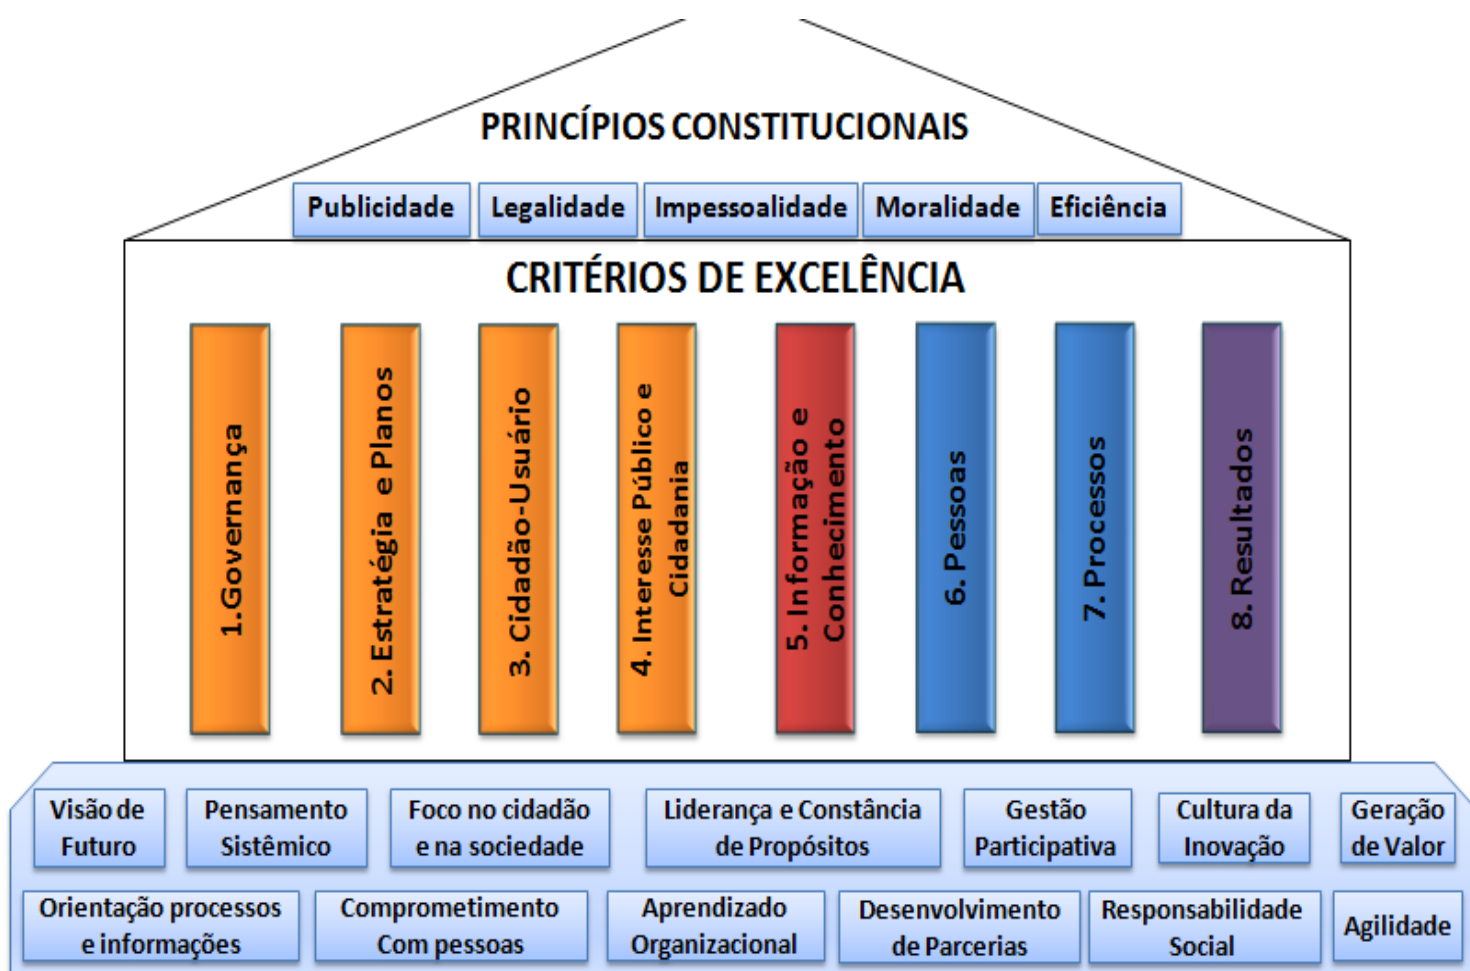 PRINCÍPIOS CONSTITUCIONAIS
Publicidade
Legalidade
Impessoalidade
Moralidade
Eficiência
CRITÉRIOS DE EXCELÊNCIA
1.Governança
2. Estratégia e Planos
3. Cidadão-Usuário
4. Interesse Público e
Cidadania
5. Informação e
Conhecimento
6. Pessoas
7. Processos
8. Resultados
Visão de
Futuro
Pensamento
Sistêmico
Foco no cidadão
e na sociedade
Liderança e Constância
de Propósitos
Gestão
Participativa
Cultura da
Inovação
Geração
de Valor
Orientação processos
e informações
Comprometimento
Com pessoas
Aprendizado
Organizacional
Desenvolvimento
de Parcerias
Responsabilidade
Social
Agilidade